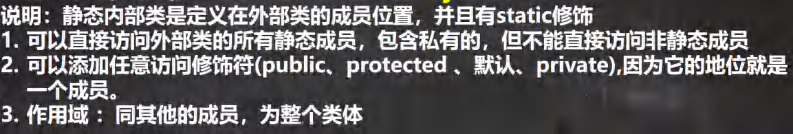 说明：静态内部类是定义在外部类的成员位置，并且有static修饰
1. 可以直接访问外部类的所有静态成员，包含私有的，但不能直接访问非静态成员
2. 可以添加任意访问修饰符(public、protected 、默认、private),因为它的地位就是
一个成员。
3. 作用域 ：同其他的成员，为整个类体